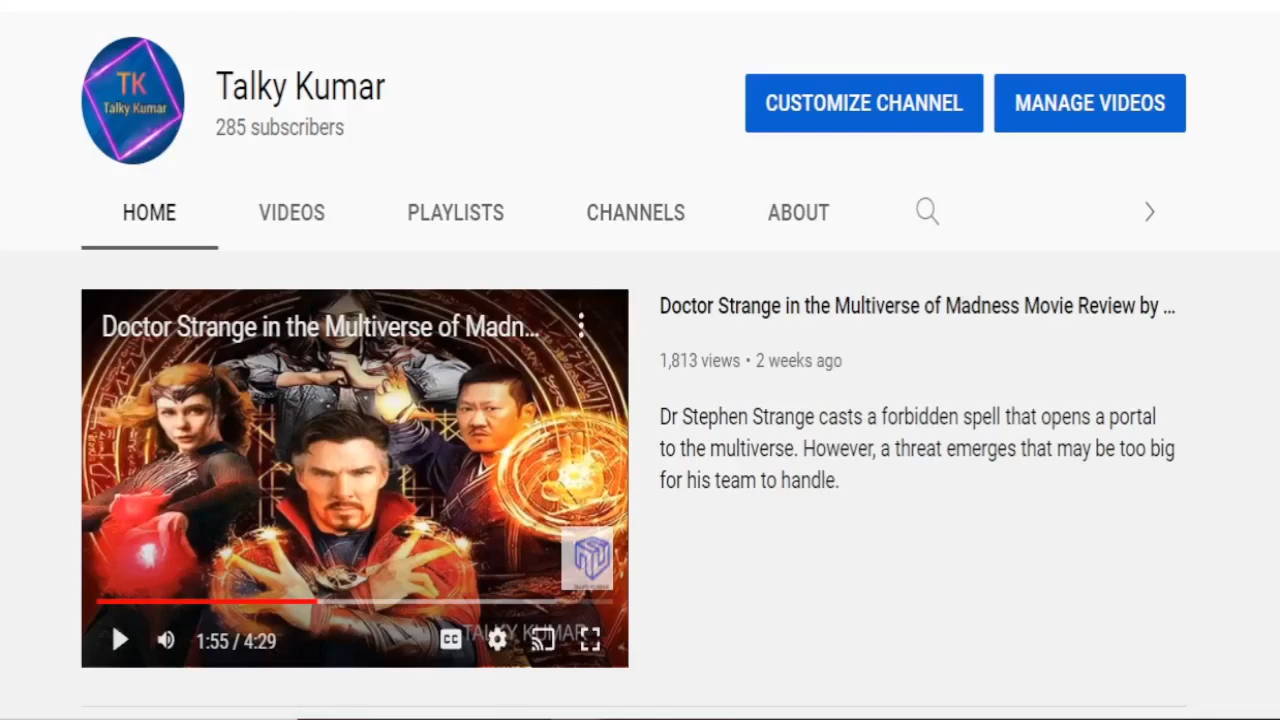 TK
Talky Kumar
Talky Kumar
285 subscribers
CUSTOMIZE CHANNEL
MANAGE VIDEOS
HOME
VIDEOS
PLAYLISTS
CHANNELS
ABOUT
Doctor Strange in the Multiverse of Madn...
1:55 / 4:29
CC
TALKY KUMAR
Doctor Strange in the Multiverse of Madness Movie Review by ...
1,813 views • 2 weeks ago
Dr Stephen Strange casts a forbidden spell that opens a portal
to the multiverse. However, a threat emerges that may be too big
for his team to handle.